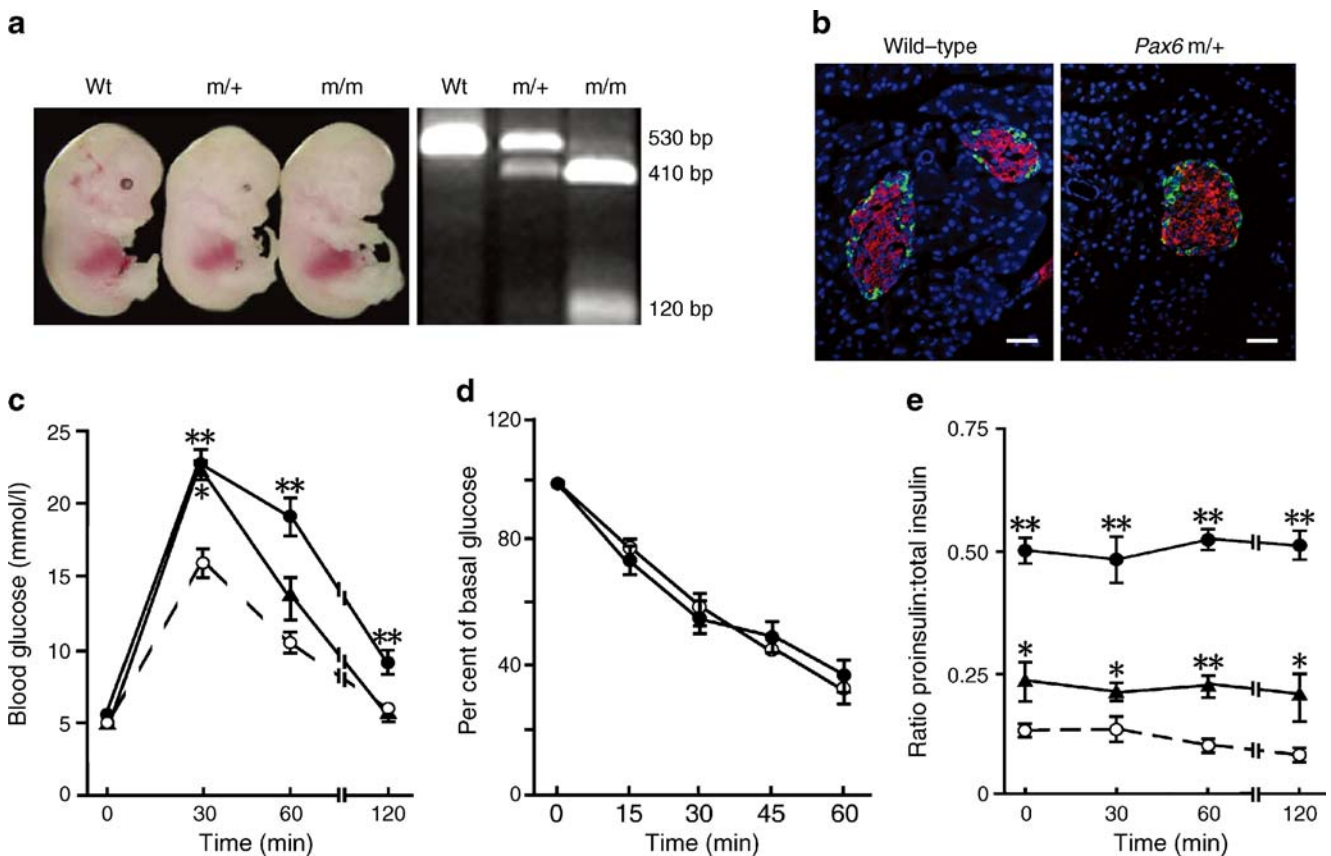 a
Wt m/+ m/m
Wt m/+ m/m
530 bp
410 bp
120 bp
b
Wild–type Pax6 m/+
c
25
20
15
10
5
0
Blood glucose (mmol/l)
** 
*
**
**
0 30 60 120
Time (min)
d
120
80
40
0
Per cent of basal glucose
0 15 30 45 60
Time (min)
e
0.75
0.50
0.25
0
Ratio proinsulin:total insulin
** ** ** **
* * ** *
0 30 60 120
Time (min)